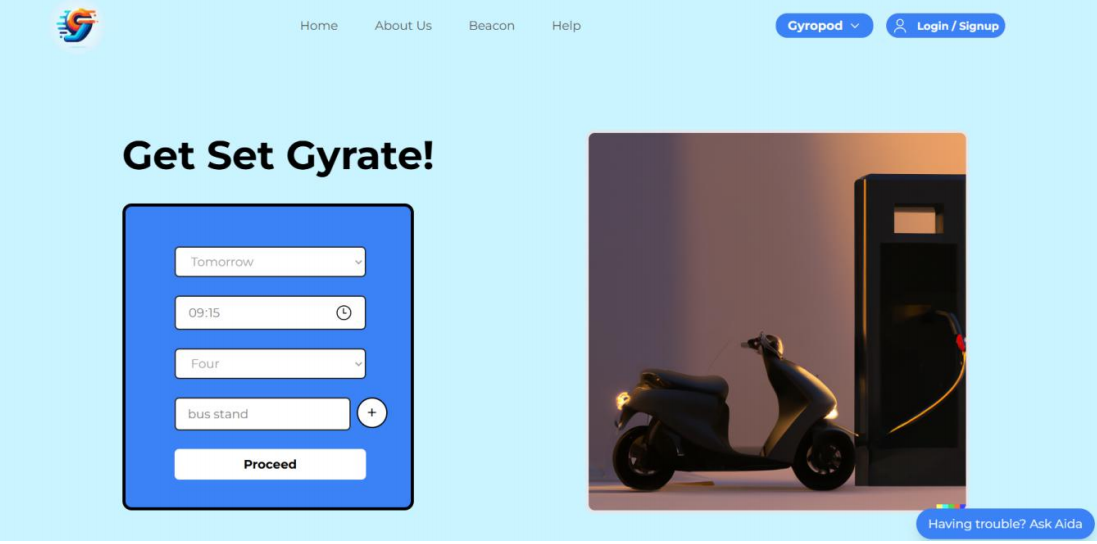 Home About Us Beacon Help Gyropod Login / Signup
Get Set Gyrate!
Tomorrow
09:15
Four
bus stand +
Proceed
Having trouble? Ask Aida